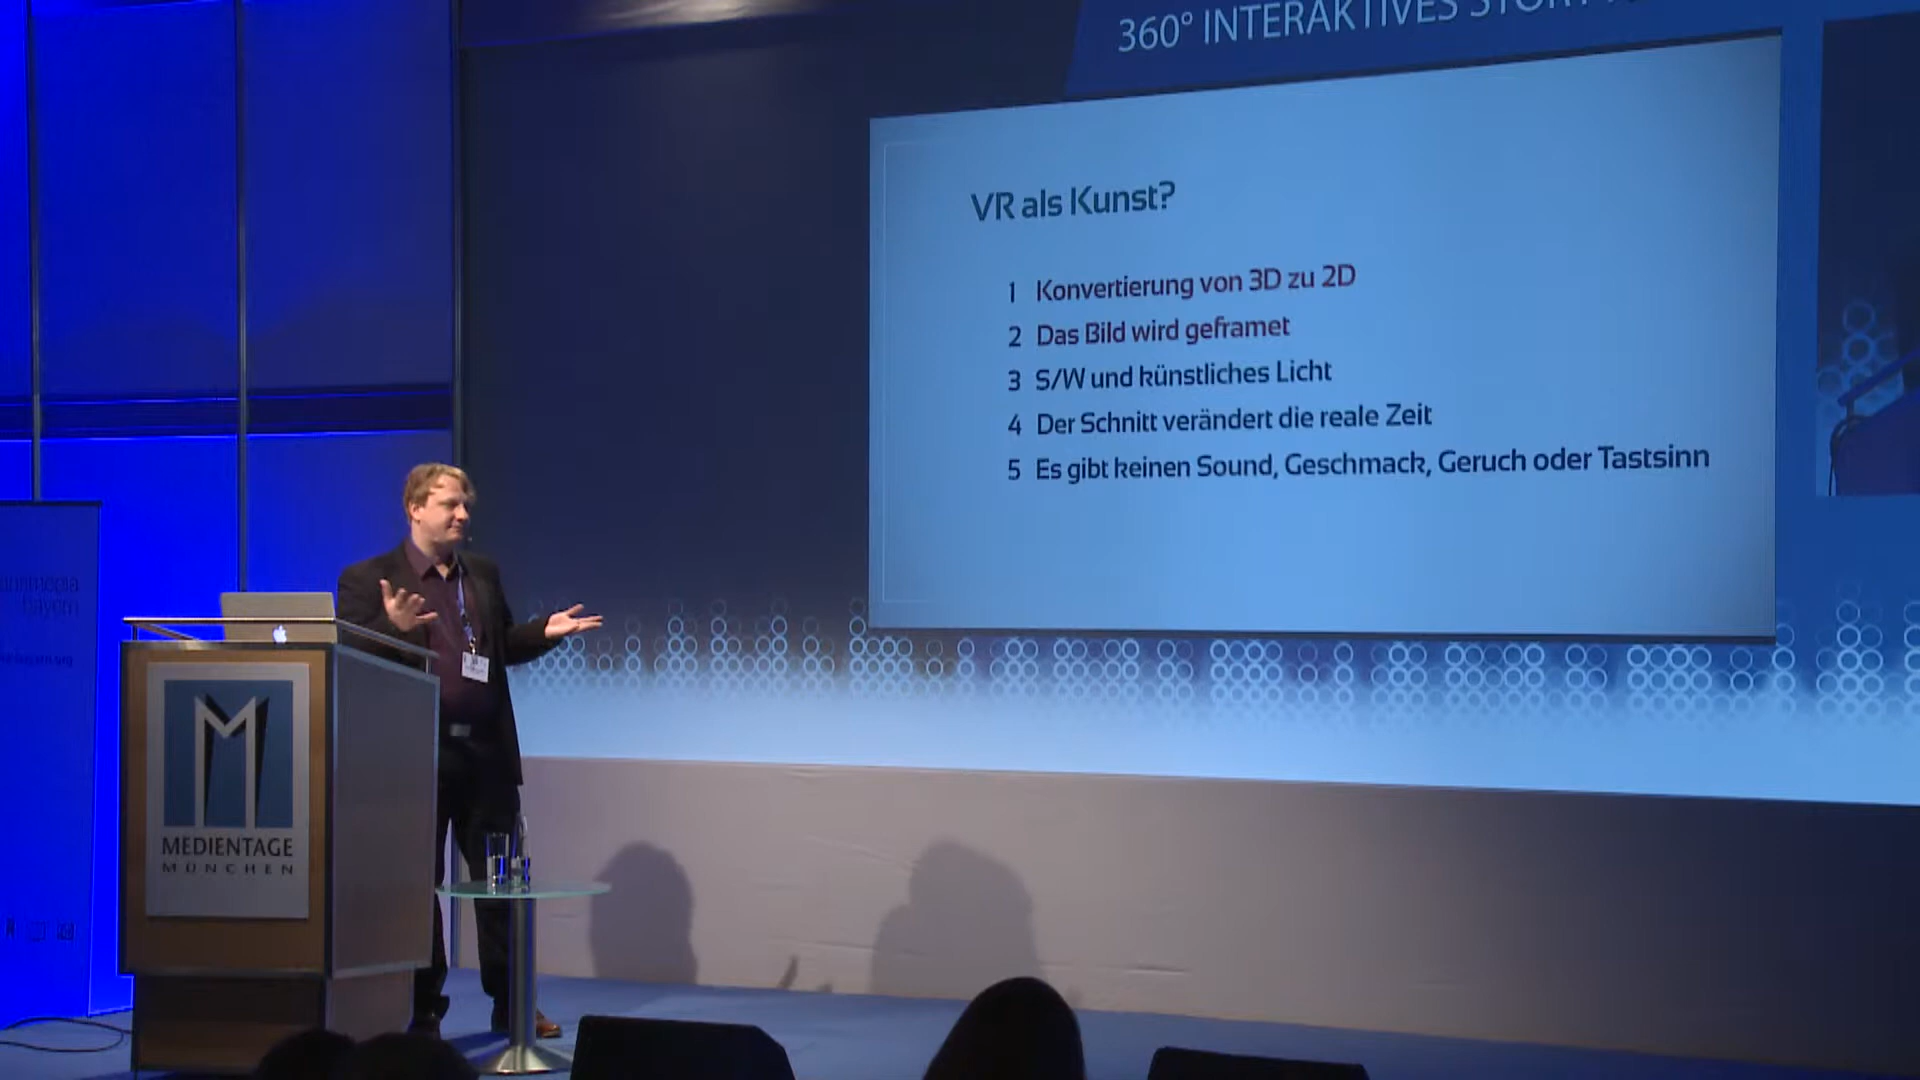 360° INTERAKTIVES
VR als Kunst?
1 Konvertierung von 3D zu 2D
2 Das Bild wird geframet
3 S/W und künstliches Licht
4 Der Schnitt verändert die reale Zeit
5 Es gibt keinen Sound, Geschmack, Geruch oder Tastsinn
M
MEDIENTAGE
MÜNCHEN
bayern